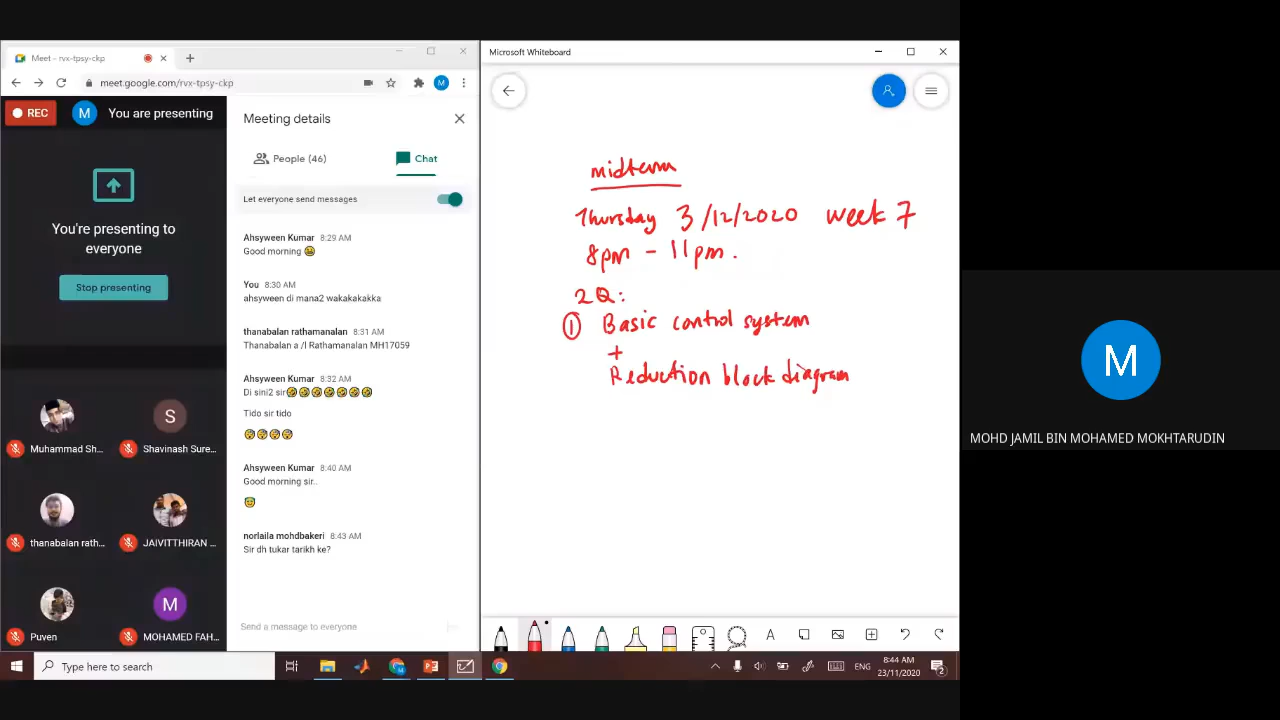 Meet - rvx-tpsy-ckp
meet.google.com/rvx-tpsy-ckp
M
REC
M You are presenting
You're presenting to
everyone
Stop presenting
Muhammad Sh...
S
Shavinash Sure...
thanabalan rath...
JAIVITTHIRAN ...
Puven
M
MOHAMED FAH...
Meeting details
People (46)
Chat
Let everyone send messages
Ahsyween Kumar 8:29 AM
Good morning 😀
You 8:30 AM
ahsyween di mana2 wakakakakka
thanabalan rathamanalan 8:31 AM
Thanabalan a /l Rathamanalan MH17059
Ahsyween Kumar 8:32 AM
Di sini2 sir🤣🤣🤣🤣🤣🤣🤣
Tido sir tido
😴😴😴😴
Ahsyween Kumar 8:40 AM
Good morning sir..
😇
norlaila mohdbakeri 8:43 AM
Sir dh tukar tarikh ke?
Send a message to everyone
Microsoft Whiteboard
midterm
Thursday 3/12/2020 week 7
8pm - 11pm.
2Q:
① Basic control system
+
Reduction block diagram
A
Type here to search
ENG
8:44 AM
23/11/2020
2
M
MOHD JAMIL BIN MOHAMED MOKHTARUDIN